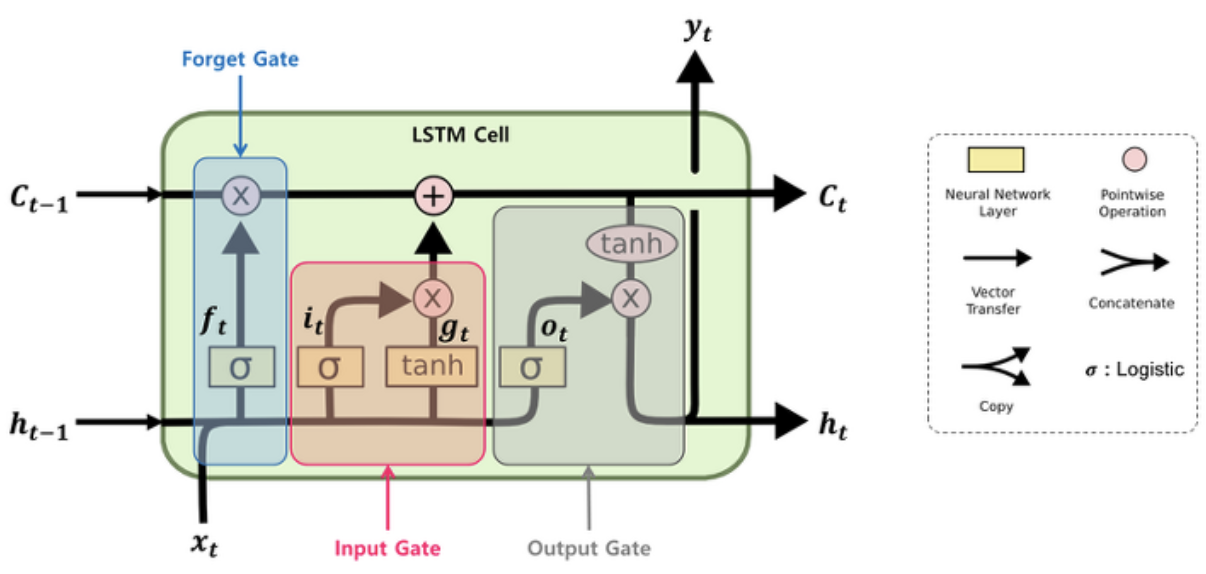 y_t
Forget Gate
LSTM Cell
C_{t-1}
x
+
C_t
tanh
x
x
f_t
i_t
g_t
o_t
σ
σ
tanh
σ
h_{t-1}
h_t
x_t
Input Gate
Output Gate
Neural Network
Layer
Pointwise
Operation
Vector
Transfer
Concatenate
Copy
σ : Logistic